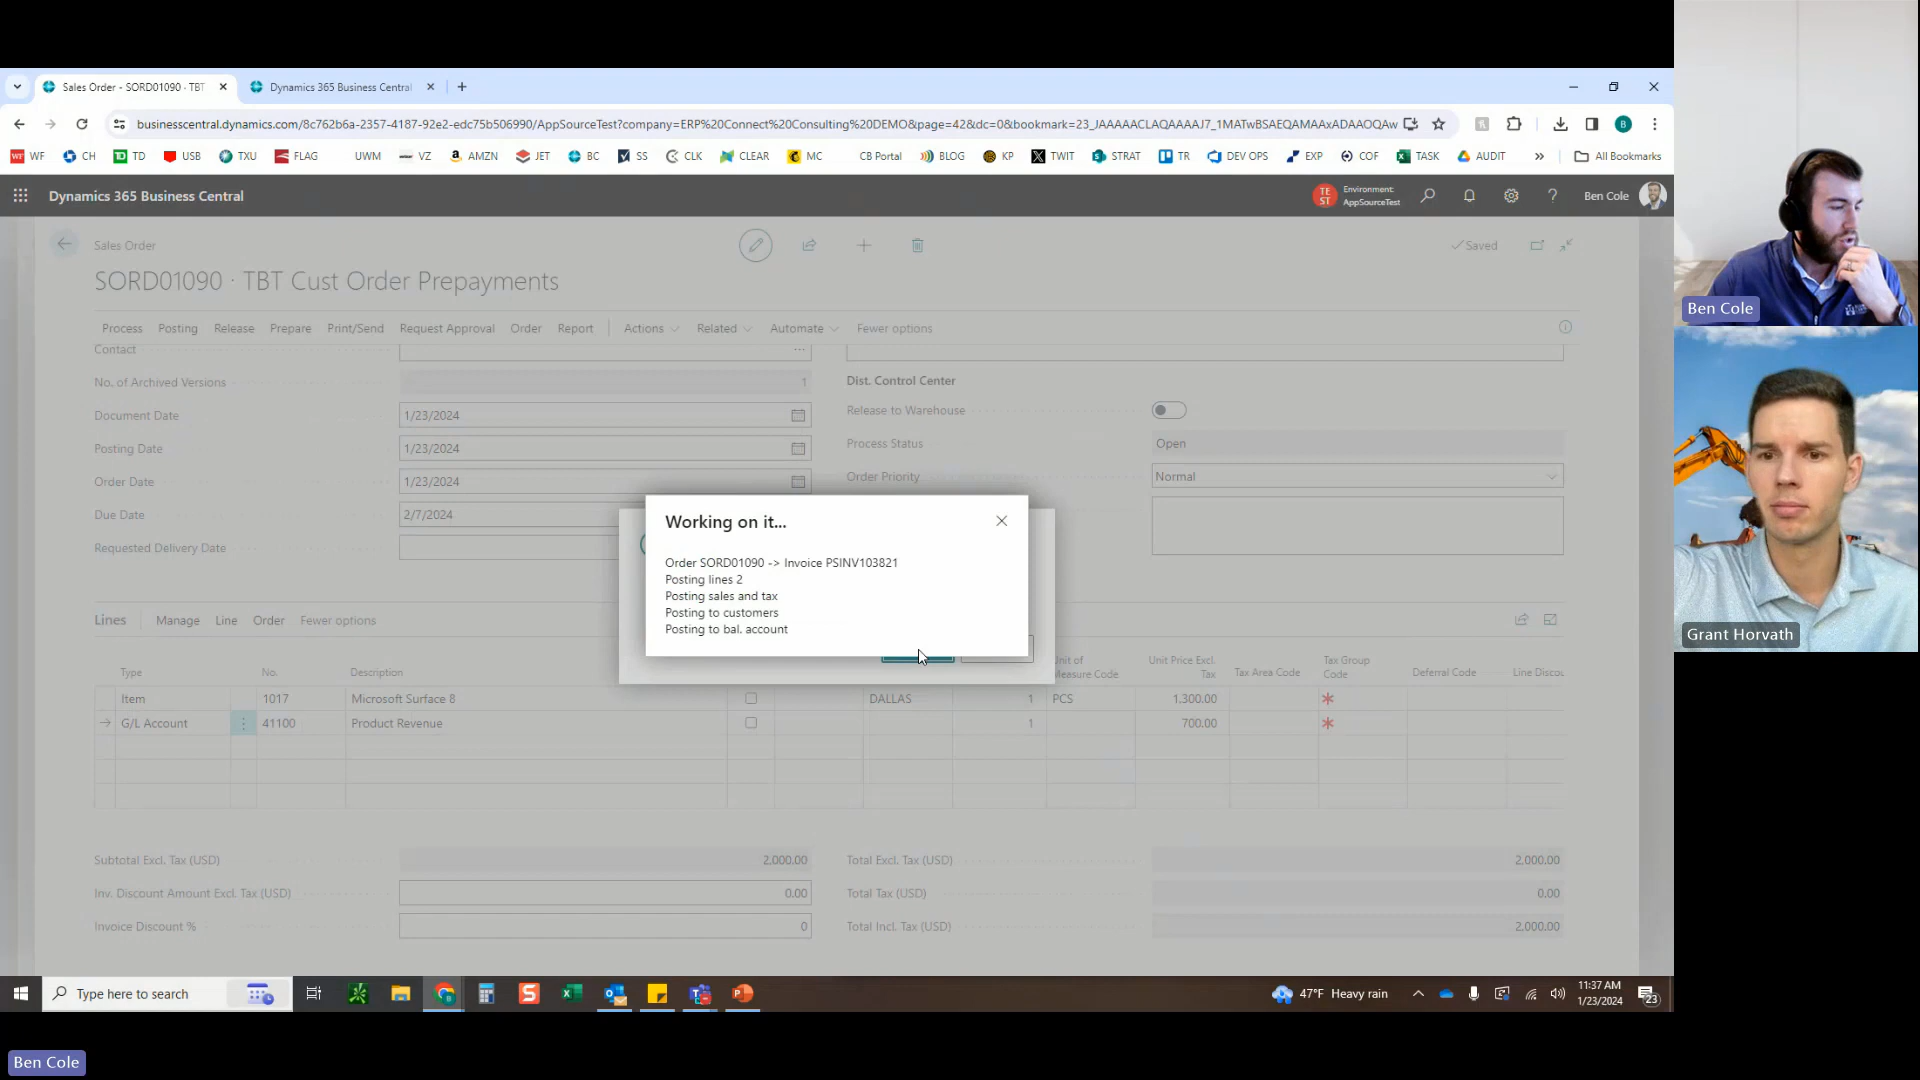 Sales Order - SORD01090 · TBT
Dynamics 365 Business Central
businesscentral.dynamics.com/8c762b6a-2357-4187-92e2-edc75b506990/AppSourceTest?company=ERP%20Connect%20Consulting%20DEMO&page=42&dc=0&bookmark=23_JAAAAACLAQAAAAJ7_1MATwBSAEQAMAAxADAAOQAw
WF CH TD USB TXU FLAG UWM VZ AMZN JET BC SS CLK CLEAR MC CB Portal BLOG KP TWIT STRAT TR DEV OPS EXP COF TASK AUDIT » All Bookmarks
Dynamics 365 Business Central
TE ST
Environment:
AppSourceTest
Ben Cole
Sales Order
Saved
SORD01090 · TBT Cust Order Prepayments
Process Posting Release Prepare Print/Send Request Approval Order Report Actions Related Automate Fewer options
Contact
No. of Archived Versions 1
Document Date 1/23/2024
Posting Date 1/23/2024
Order Date 1/23/2024
Due Date 2/7/2024
Requested Delivery Date
Dist. Control Center
Release to Warehouse
Process Status Open
Order Priority Normal
Working on it...
Order SORD01090 -> Invoice PSINV103821
Posting lines 2
Posting sales and tax
Posting to customers
Posting to bal. account
Lines Manage Line Order Fewer options
Type No. Description Unit of Measure Code Unit Price Excl. Tax Tax Area Code Tax Group Code Deferral Code Line Discou
Item 1017 Microsoft Surface 8 DALLAS 1 PCS 1,300.00 *
G/L Account 41100 Product Revenue 1 700.00 *
Subtotal Excl. Tax (USD) 2,000.00 Total Excl. Tax (USD) 2,000.00
Inv. Discount Amount Excl. Tax (USD) 0.00 Total Tax (USD) 0.00
Invoice Discount % 0 Total Incl. Tax (USD) 2,000.00
Type here to search
47°F Heavy rain
11:37 AM
1/23/2024
23
Ben Cole
Grant Horvath
Ben Cole